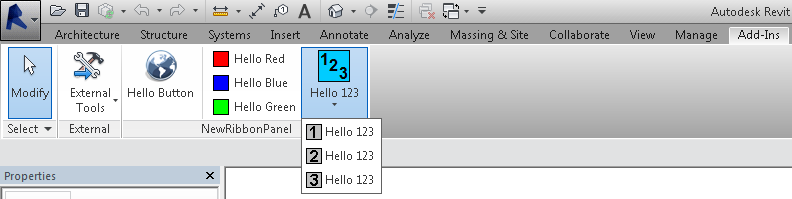 A Autodesk Revit
Architecture Structure Systems Insert Annotate Analyze Massing & Site Collaborate View Manage Add-Ins
Modify
External Tools
Hello Button
Hello Red
Hello Blue
Hello Green
123
Hello 123
Select External NewRibbonPanel
1 Hello 123
2 Hello 123
3 Hello 123
Properties